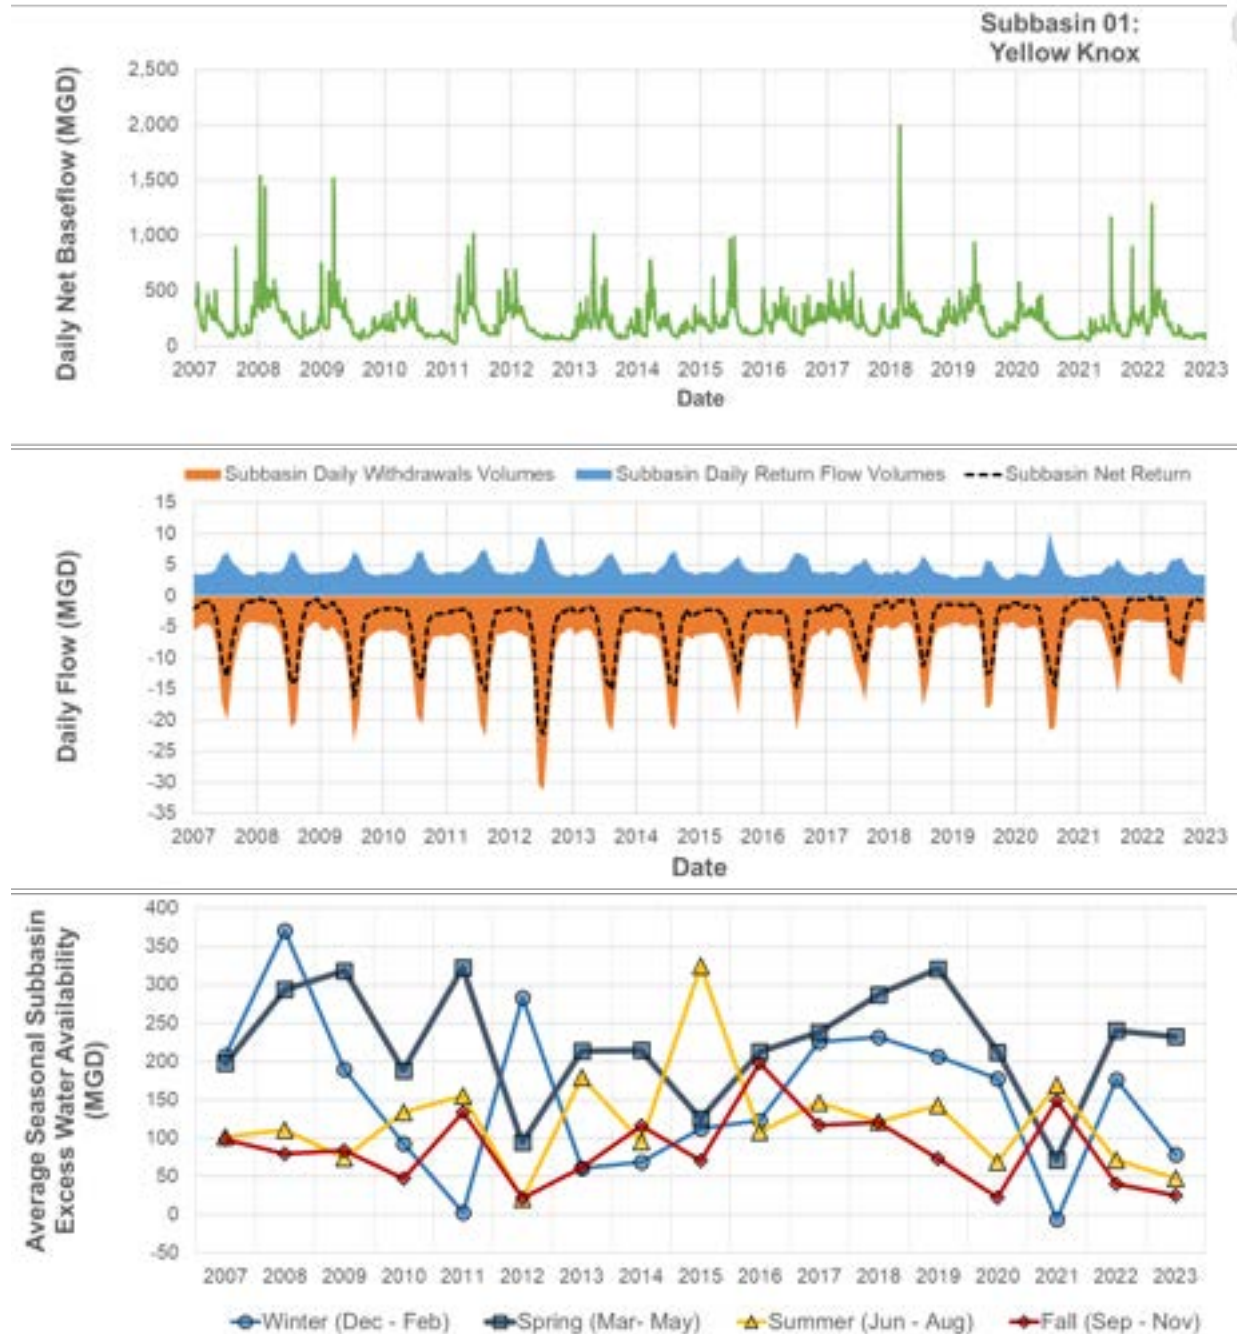 Subbasin 01:
Yellow Knox
Daily Net Baseflow (MGD)
2,500
2,000
1,500
1,000
500
0
2007 2008 2009 2010 2011 2012 2013 2014 2015 2016 2017 2018 2019 2020 2021 2022 2023
Date
Subbasin Daily Withdrawals Volumes Subbasin Daily Return Flow Volumes Subbasin Net Return
Daily Flow (MGD)
15
10
5
0
-5
-10
-15
-20
-25
-30
-35
2007 2008 2009 2010 2011 2012 2013 2014 2015 2016 2017 2018 2019 2020 2021 2022 2023
Date
Average Seasonal Subbasin
Excess Water Availability
(MGD)
400
350
300
250
200
150
100
50
0
-50
2007 2008 2009 2010 2011 2012 2013 2014 2015 2016 2017 2018 2019 2020 2021 2022 2023
Winter (Dec - Feb) Spring (Mar- May) Summer (Jun - Aug) Fall (Sep - Nov)